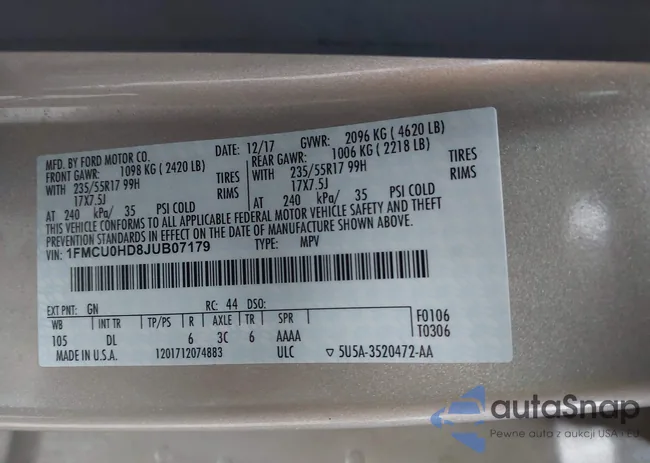 MFD. BY FORD MOTOR CO. DATE: 12/17 GVWR: 2096 KG ( 4620 LB)
FRONT GAWR: 1098 KG ( 2420 LB) REAR GAWR: 1006 KG ( 2218 LB)
WITH 235/55R17 99H TIRES WITH 235/55R17 99H TIRES
17X7.5J RIMS 17X7.5J RIMS
AT 240 kPa/ 35 PSI COLD AT 240 kPa/ 35 PSI COLD
THIS VEHICLE CONFORMS TO ALL APPLICABLE FEDERAL MOTOR VEHICLE SAFETY AND THEFT
PREVENTION STANDARDS IN EFFECT ON THE DATE OF MANUFACTURE SHOWN ABOVE.
VIN: 1FMCU0HD8JUB07179 TYPE: MPV
EXT PNT: GN RC: 44 DSO: F0106
WB INT TR TP/PS R AXLE TR SPR T0306
105 DL 6 3C 6 AAAA
MADE IN U.S.A. 1201712074883 ULC ▽ 5U5A-3520472-AA
autaSnap
Pewne auta z aukcji USA i EU